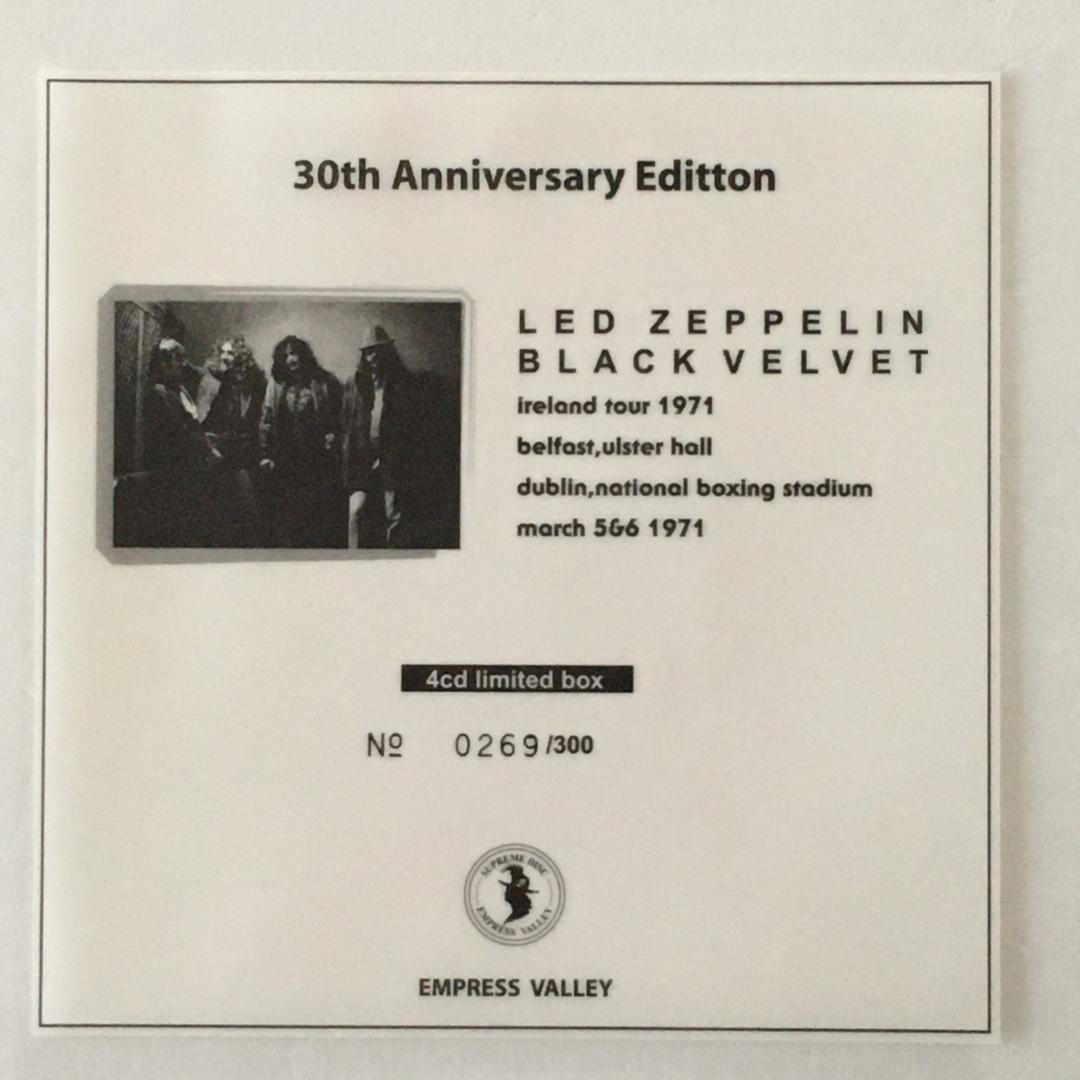 30th Anniversary Editton
LED ZEPPELIN
BLACK VELVET
ireland tour 1971
belfast,ulster hall
dublin,national boxing stadium
march 5&6 1971
4cd limited box
Nº 0269/300
SUPREME DISC
EMPRESS VALLEY
EMPRESS VALLEY